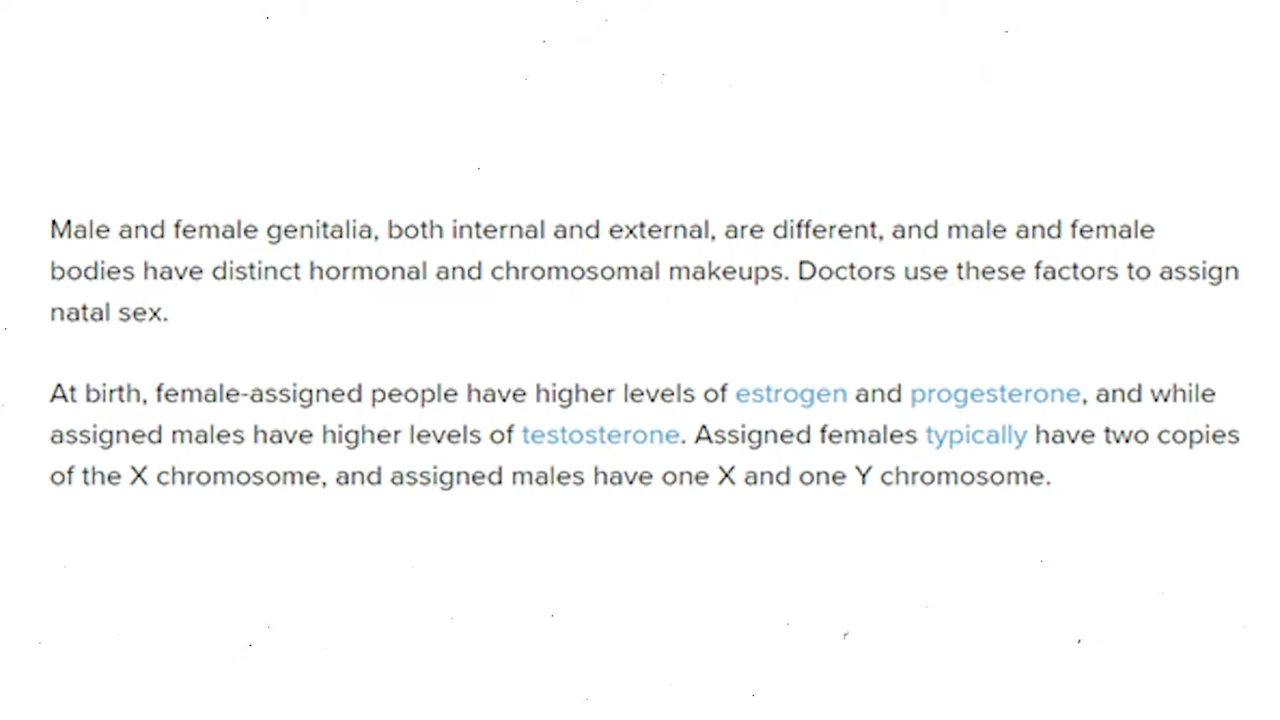 Male and female genitalia, both internal and external, are different, and male and female
bodies have distinct hormonal and chromosomal makeups. Doctors use these factors to assign
natal sex.
At birth, female-assigned people have higher levels of estrogen and progesterone, and while
assigned males have higher levels of testosterone. Assigned females typically have two copies
of the X chromosome, and assigned males have one X and one Y chromosome.